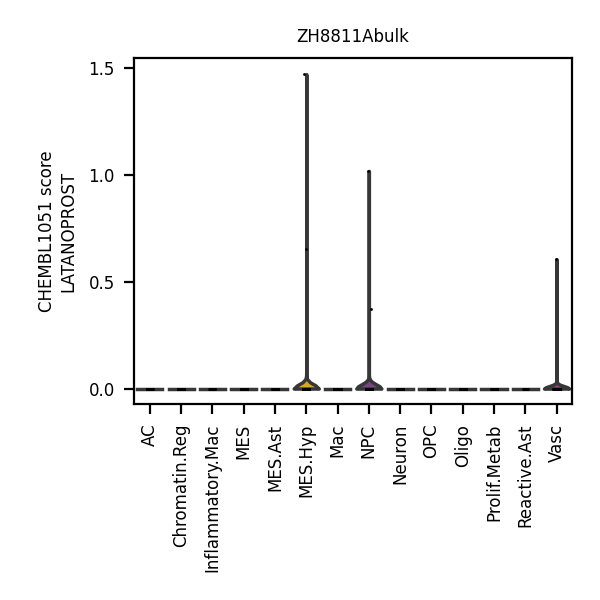 ZH8811Abulk
CHEMBL1051 score
LATANOPROST
1.5
1.0
0.5
0.0
AC
Chromatin.Reg
Inflammatory.Mac
MES
MES.Ast
MES.Hyp
Mac
NPC
Neuron
OPC
Oligo
Prolif.Metab
Reactive.Ast
Vasc